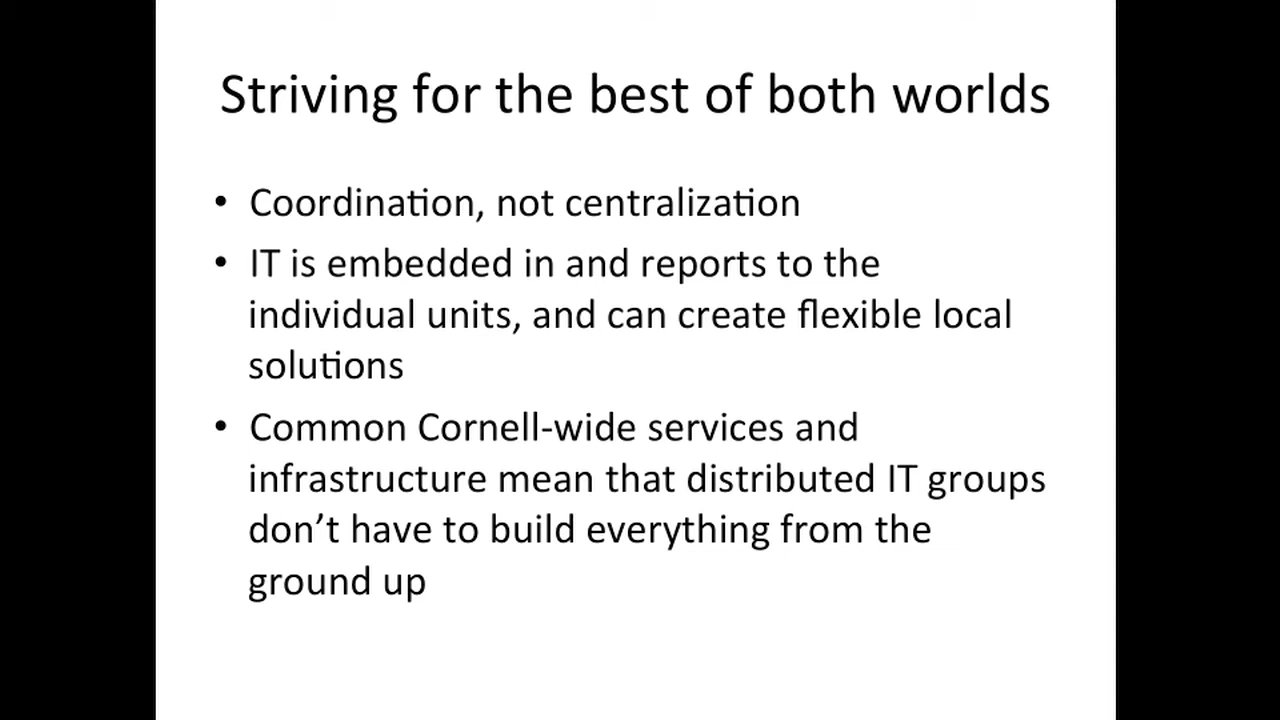 Striving for the best of both worlds
• Coordination, not centralization
• IT is embedded in and reports to the
individual units, and can create flexible local
solutions
• Common Cornell-wide services and
infrastructure mean that distributed IT groups
don’t have to build everything from the
ground up